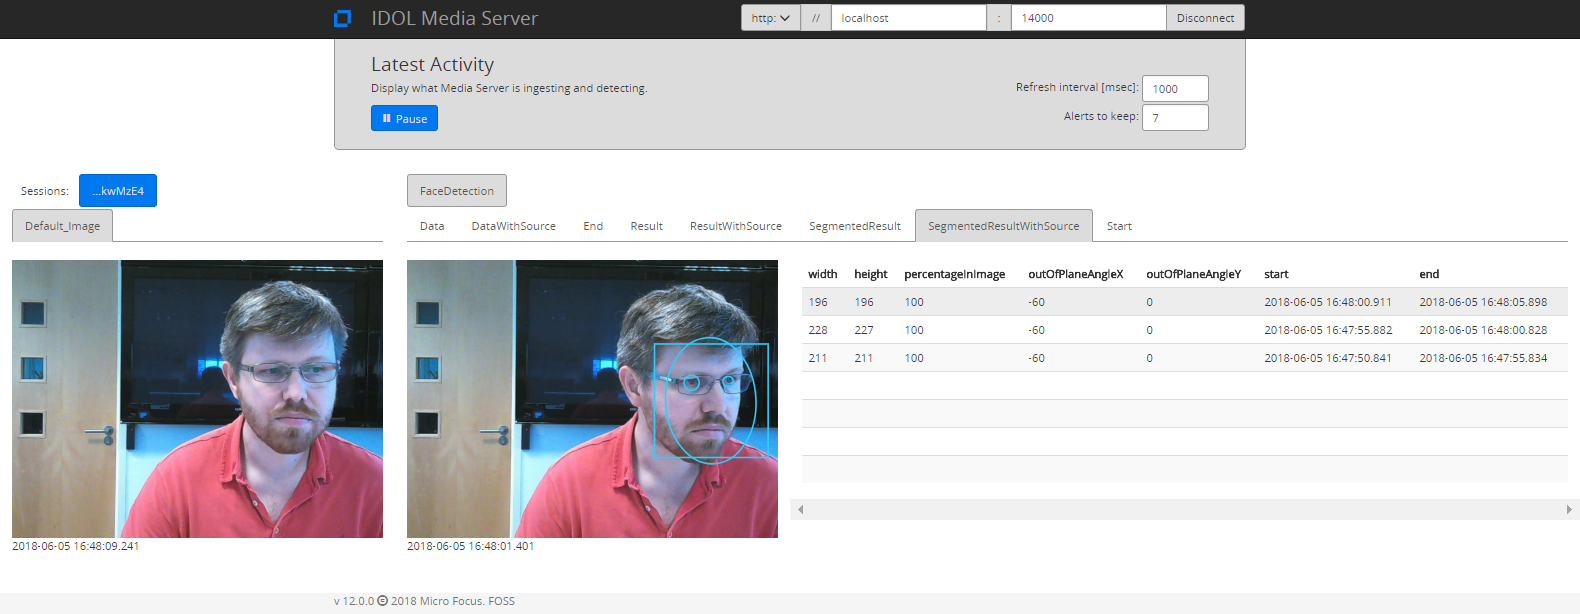 IDOL Media Server
http: // localhost : 14000 Disconnect
Latest Activity
Display what Media Server is ingesting and detecting.
Refresh interval [msec]: 1000
Pause
Alerts to keep: 7
Sessions: ...kwMzE4
FaceDetection
Default_Image
Data DataWithSource End Result ResultWithSource SegmentedResult SegmentedResultWithSource Start
width height percentageInImage outOfPlaneAngleX outOfPlaneAngleY start end
196 196 100 -60 0 2018-06-05 16:48:00.911 2018-06-05 16:48:05.898
228 227 100 -60 0 2018-06-05 16:47:55.882 2018-06-05 16:48:00.828
211 211 100 -60 0 2018-06-05 16:47:50.841 2018-06-05 16:47:55.834
2018-06-05 16:48:09.241
2018-06-05 16:48:01.401
v 12.0.0 © 2018 Micro Focus. FOSS